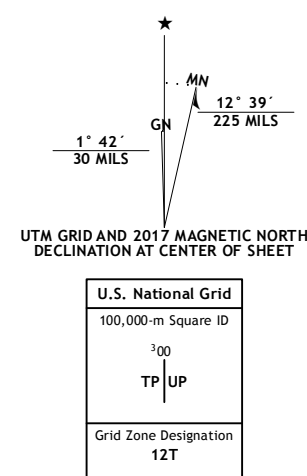 ★
MN
GN
12° 39´
225 MILS
1° 42´
30 MILS
UTM GRID AND 2017 MAGNETIC NORTH
DECLINATION AT CENTER OF SHEET
U.S. National Grid
100,000-m Square ID
³00
TP UP
Grid Zone Designation
12T